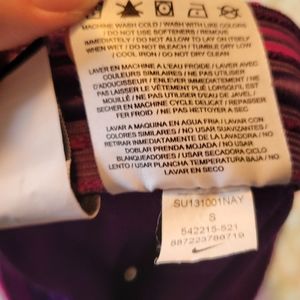 MACHINE WASH COLD / WASH WITH LIKE COLORS
/ DO NOT USE SOFTENERS / REMOVE
IMMEDIATELY / DO NOT ALLOW TO LAY ON ITSELF
WHEN WET / DO NOT BLEACH / TUMBLE DRY LOW
/ COOL IRON / DO NOT DRY CLEAN
LAVER EN MACHINE A L'EAU FROIDE / LAVER AVEC
COULEURS SIMILAIRES / NE PAS UTILISER
D'ADOUCISSEUR / ENLEVER IMMEDIATEMENT / NE
PAS LAISSER LE VETEMENT PLIÉ LORSQU'IL EST
MOUILLÉ / NE PAS UTILISER D'EAU DE JAVEL /
SECHER EN MACHINE CYCLE DELICAT / REPASSER
FER FROID / NE PAS NETTOYER A SEC
LAVAR A MAQUINA EN AGUA FRIA / LAVAR CON
COLORES SIMILARES / NO USAR SUAVIZANTES /
RETIRAR INMEDIATAMENTE DE LA LAVADORA / NO
DOBLAR PRENDA MOJADA / NO USAR
BLANQUEADORES / USAR SECADORA CICLO
LENTO / USAR PLANCHA TEMPERATURA BAJA / NO
LAVAR EN SECO
SU131001NAY
S
542215-521
887223780719